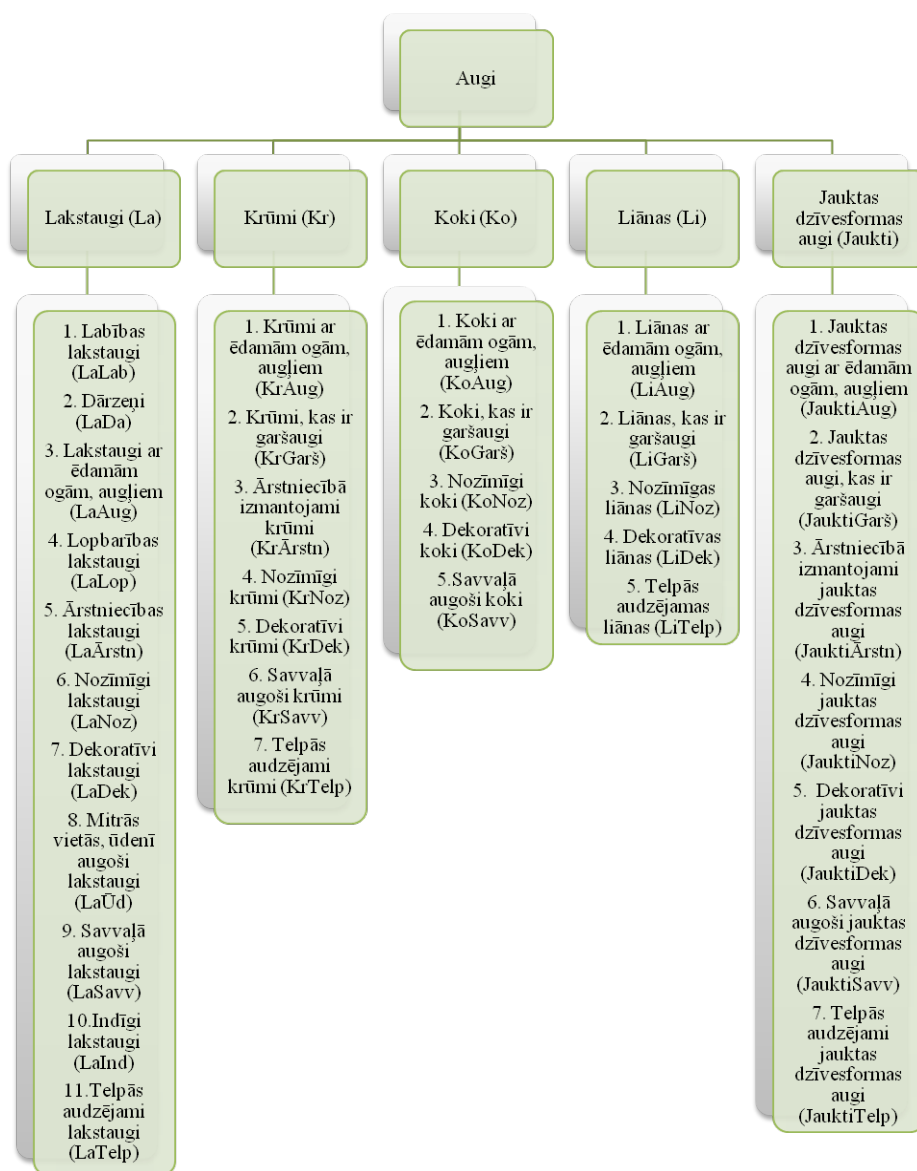 Augi
Lakstaugi (La)
Krūmi (Kr)
Koki (Ko)
Liānas (Li)
Jauktas
dzīvesformas
augi (Jaukti)
1. Labības
lakstaugi
(LaLab)
2. Dārzeņi
(LaDa)
3. Lakstaugi ar
ēdamām
ogām, augļiem
(LaAug)
4. Lopbarības
lakstaugi
(LaLop)
5. Ārstniecības
lakstaugi
(LaĀrstn)
6. Nozīmīgi
lakstaugi
(LaNoz)
7. Dekoratīvi
lakstaugi
(LaDek)
8. Mitrās
vietās, ūdenī
augoši
lakstaugi
(LaŪd)
9. Savvaļā
augoši
lakstaugi
(LaSavv)
10.Indīgi
lakstaugi
(LaInd)
11.Telpās
audzējami
lakstaugi
(LaTelp)
1. Krūmi ar
ēdamām ogām,
augļiem
(KrAug)
2. Krūmi, kas ir
garšaugi
(KrGarš)
3. Ārstniecībā
izmantojami
krūmi
(KrĀrstn)
4. Nozīmīgi
krūmi (KrNoz)
5. Dekoratīvi
krūmi (KrDek)
6. Savvaļā
augoši krūmi
(KrSavv)
7. Telpās
audzējami
krūmi (KrTelp)
1. Koki ar
ēdamām ogām,
augļiem
(KoAug)
2. Koki, kas ir
garšaugi
(KoGarš)
3. Nozīmīgi
koki (KoNoz)
4. Dekoratīvi
koki (KoDek)
5.Savvaļā
augoši koki
(KoSavv)
1. Liānas ar
ēdamām ogām,
augļiem
(LiAug)
2. Liānas, kas ir
garšaugi
(LiGarš)
3. Nozīmīgas
liānas (LiNoz)
4. Dekoratīvas
liānas (LiDek)
5. Telpās
audzējamas
liānas (LiTelp)
1. Jauktas
dzīvesformas
augi ar ēdamām
ogām, augļiem
(JauktiAug)
2. Jauktas
dzīvesformas
augi, kas ir
garšaugi
(JauktiGarš)
3. Ārstniecībā
izmantojami
jauktas
dzīvesformas
augi
(JauktiĀrstn)
4. Nozīmīgi
jauktas
dzīvesformas
augi
(JauktiNoz)
5. Dekoratīvi
jauktas
dzīvesformas
augi
(JauktiDek)
6. Savvaļā
augoši jauktas
dzīvesformas
augi
(JauktiSavv)
7. Telpās
audzējami
jauktas
dzīvesformas
augi
(JauktiTelp)